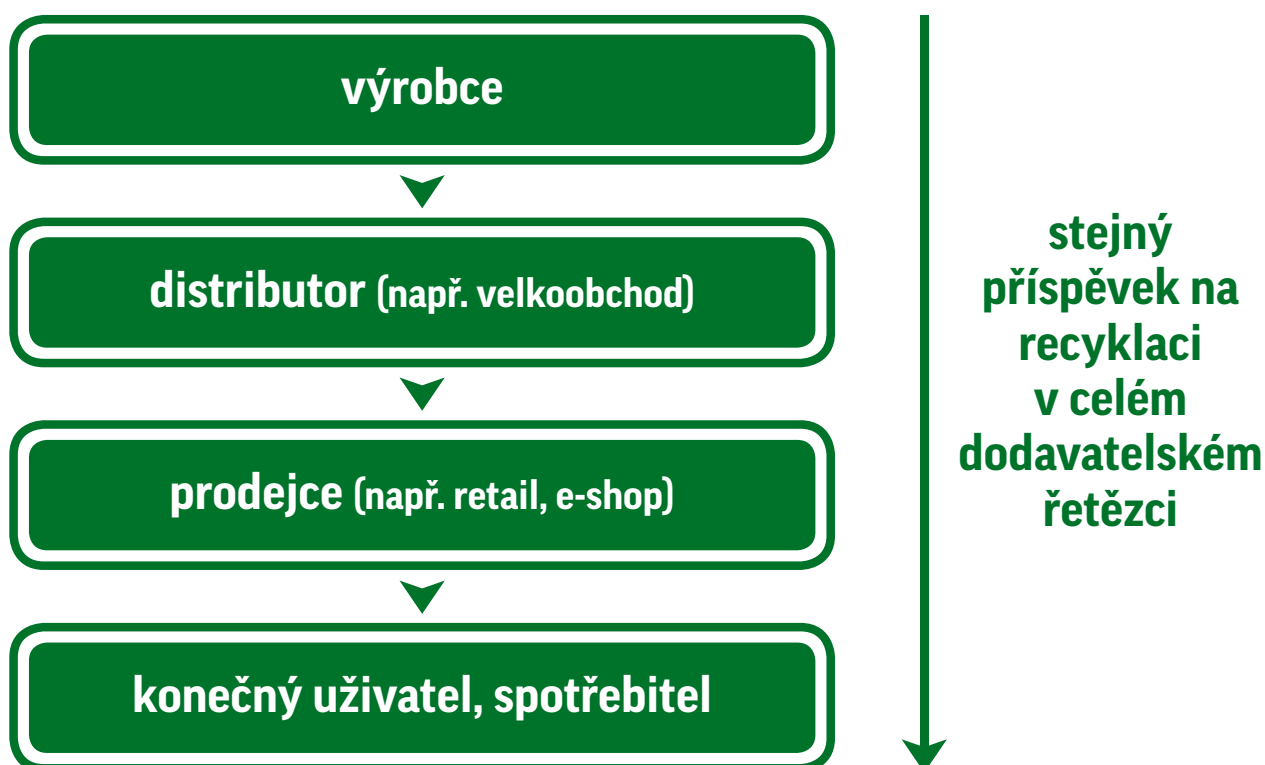 výrobce
distributor (např. velkoobchod)
prodejce (např. retail, e-shop)
konečný uživatel, spotřebitel
stejný
příspěvek na
recyklaci
v celém
dodavatelském
řetězci